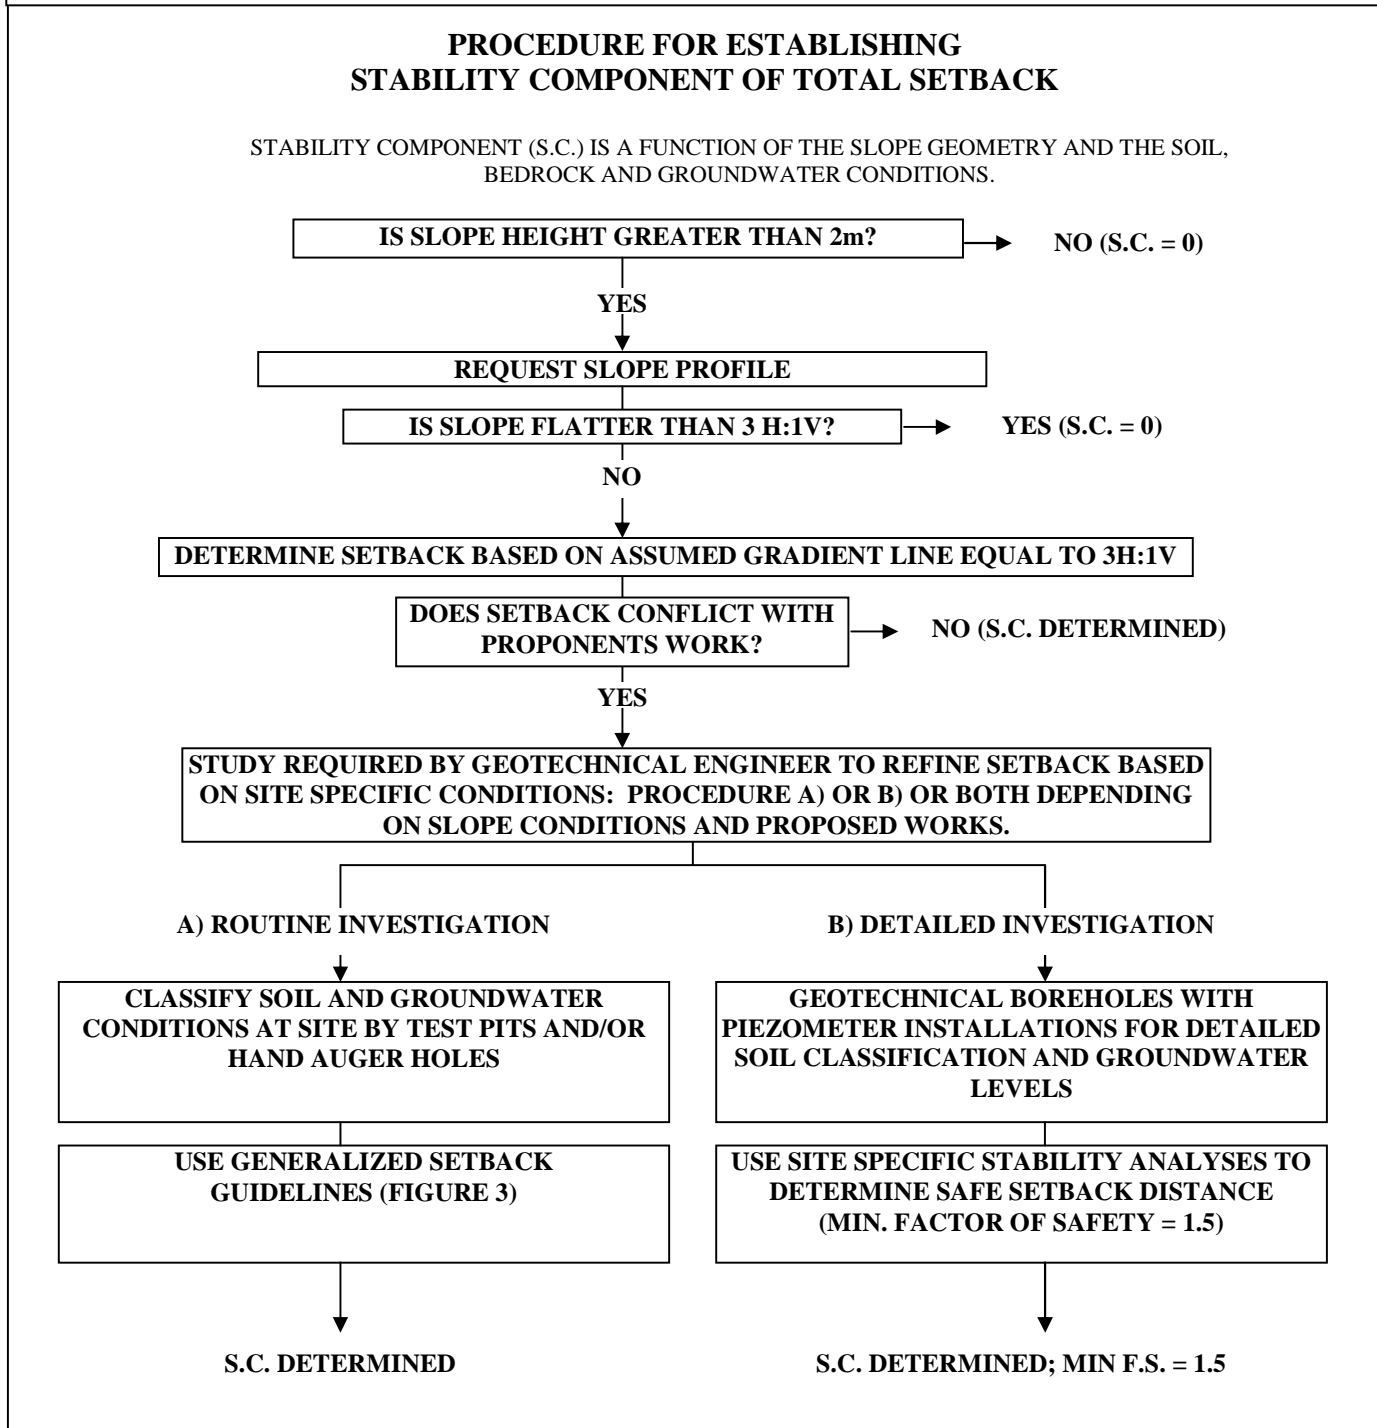 PROCEDURE FOR ESTABLISHING
STABILITY COMPONENT OF TOTAL SETBACK
STABILITY COMPONENT (S.C.) IS A FUNCTION OF THE SLOPE GEOMETRY AND THE SOIL,
BEDROCK AND GROUNDWATER CONDITIONS.
IS SLOPE HEIGHT GREATER THAN 2m?
NO (S.C. = 0)
YES
REQUEST SLOPE PROFILE
IS SLOPE FLATTER THAN 3 H:1V?
YES (S.C. = 0)
NO
DETERMINE SETBACK BASED ON ASSUMED GRADIENT LINE EQUAL TO 3H:1V
DOES SETBACK CONFLICT WITH
PROPONENTS WORK?
NO (S.C. DETERMINED)
YES
STUDY REQUIRED BY GEOTECHNICAL ENGINEER TO REFINE SETBACK BASED
ON SITE SPECIFIC CONDITIONS: PROCEDURE A) OR B) OR BOTH DEPENDING
ON SLOPE CONDITIONS AND PROPOSED WORKS.
A) ROUTINE INVESTIGATION
CLASSIFY SOIL AND GROUNDWATER
CONDITIONS AT SITE BY TEST PITS AND/OR
HAND AUGER HOLES
USE GENERALIZED SETBACK
GUIDELINES (FIGURE 3)
S.C. DETERMINED
B) DETAILED INVESTIGATION
GEOTECHNICAL BOREHOLES WITH
PIEZOMETER INSTALLATIONS FOR DETAILED
SOIL CLASSIFICATION AND GROUNDWATER
LEVELS
USE SITE SPECIFIC STABILITY ANALYSES TO
DETERMINE SAFE SETBACK DISTANCE
(MIN. FACTOR OF SAFETY = 1.5)
S.C. DETERMINED; MIN F.S. = 1.5